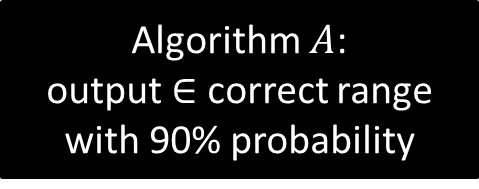 Algorithm A:
output ∈ correct range
with 90% probability